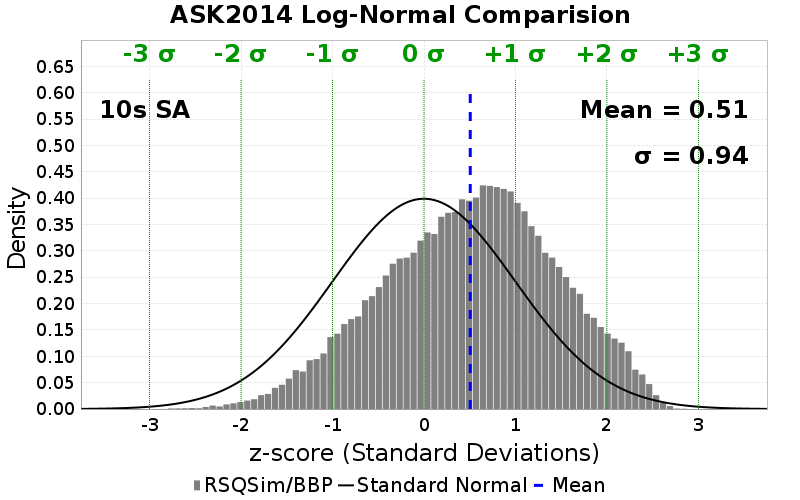 ASK2014 Log-Normal Comparision
-3 σ -2 σ -1 σ 0 σ +1 σ +2 σ +3 σ
10s SA
Mean = 0.51
σ = 0.94
Density
0.65
0.60
0.55
0.50
0.45
0.40
0.35
0.30
0.25
0.20
0.15
0.10
0.05
0.00
-3 -2 -1 0 1 2 3
z-score (Standard Deviations)
RSQSim/BBP Standard Normal Mean